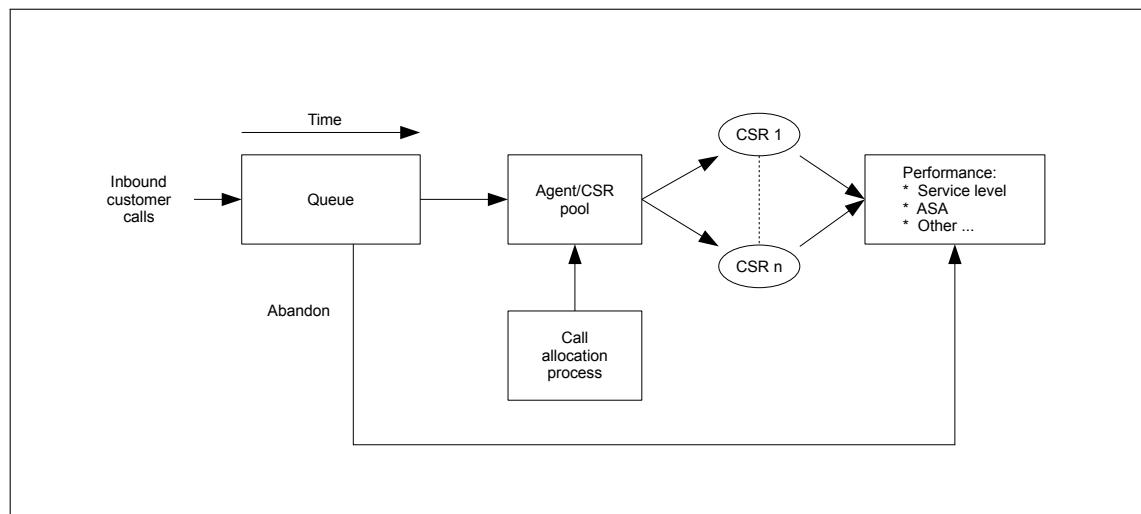 Time
Inbound
customer
calls
Queue
Agent/CSR
pool
CSR 1
CSR n
Performance:
* Service level
* ASA
* Other ...
Abandon
Call
allocation
process